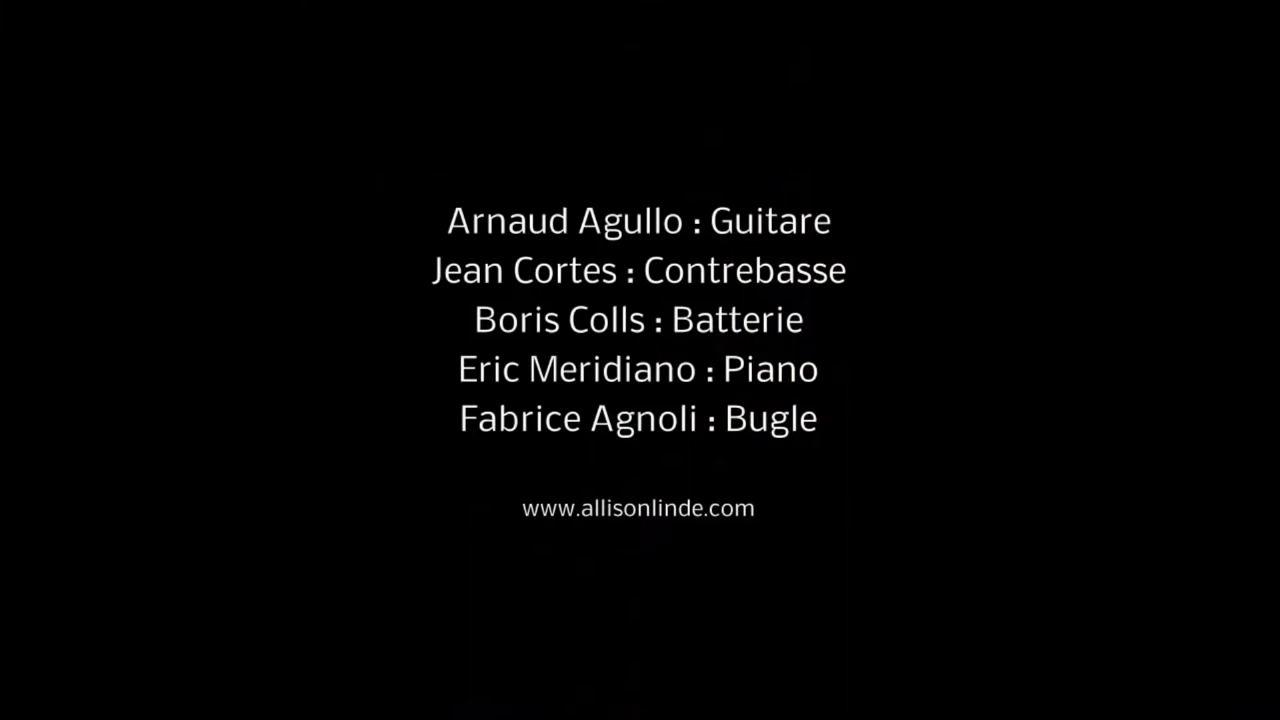 Arnaud Agullo : Guitare
Jean Cortes : Contrebasse
Boris Colls : Batterie
Eric Meridiano : Piano
Fabrice Agnoli : Bugle
www.allisonlinde.com